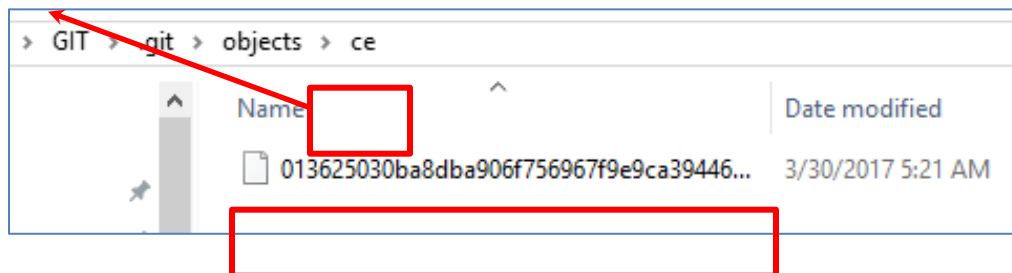 > GIT > .git > objects > ce
Name Date modified
013625030ba8dba906f756967f9e9ca39446... 3/30/2017 5:21 AM